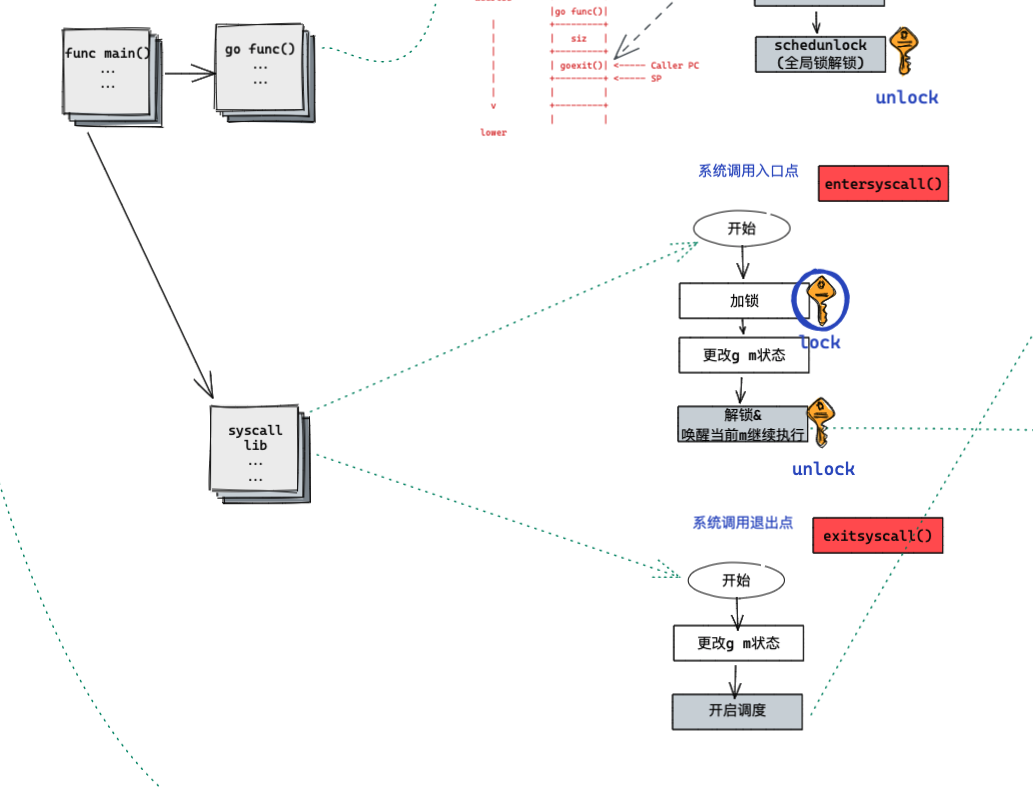 func main()
...
...
go func()
...
...
|go func()|
siz
goexit()
<----- Caller PC
<----- SP
v
lower
schedunlock
(全局锁解锁)
unlock
系统调用入口点
entersyscall()
开始
加锁
lock
更改g m状态
解锁&
唤醒当前m继续执行
unlock
syscall
lib
...
...
系统调用退出点
exitsyscall()
开始
更改g m状态
开启调度